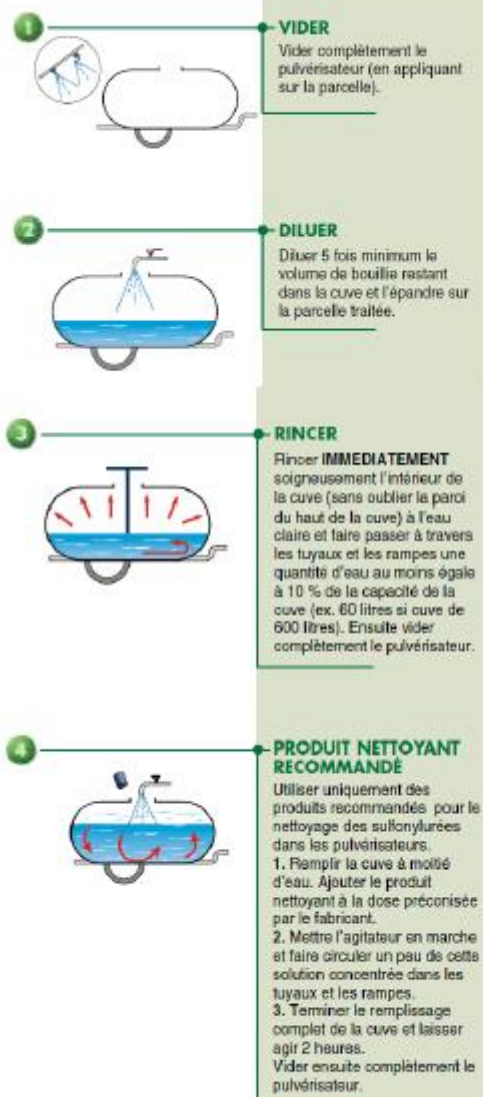 1
VIDER
Vider complètement le
pulvérisateur (en appliquant
sur la parcelle).
2
DILUER
Diluer 5 fois minimum le
volume de bouillie restant
dans la cuve et l'épandre sur
la parcelle traitée.
3
RINCER
Rincer IMMEDIATEMENT
soigneusement l'intérieur de
la cuve (sans oublier la paroi
du haut de la cuve) à l'eau
claire et faire passer à travers
les tuyaux et les rampes une
quantité d'eau au moins égale
à 10 % de la capacité de la
cuve (ex. 60 litres si cuve de
600 litres). Ensuite vider
complètement le pulvérisateur.
4
PRODUIT NETTOYANT
RECOMMANDÉ
Utiliser uniquement des
produits recommandés pour le
nettoyage des sulfonylurées
dans les pulvérisateurs.
1. Remplir la cuve à moitié
d'eau. Ajouter le produit
nettoyant à la dose préconisée
par le fabricant.
2. Mettre l'agitateur en marche
et faire circuler un peu de cette
solution concentrée dans les
tuyaux et les rampes.
3. Terminer le remplissage
complet de la cuve et laisser
agir 2 heures.
Vider ensuite complètement le
pulvérisateur.